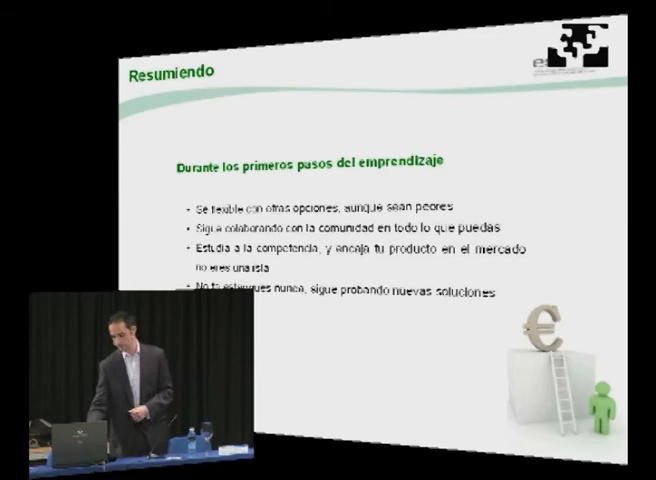 Resumiendo
Durante los primeros pasos del emprendizaje
• Se flexible con otras opciones, aunque sean peores
• Sigue colaborando con la comunidad en todo lo que puedas
• Estudia a la competencia, y encaja tu producto en el mercado
no eres una isla
• No te estanques nunca, sigue probando nuevas soluciones